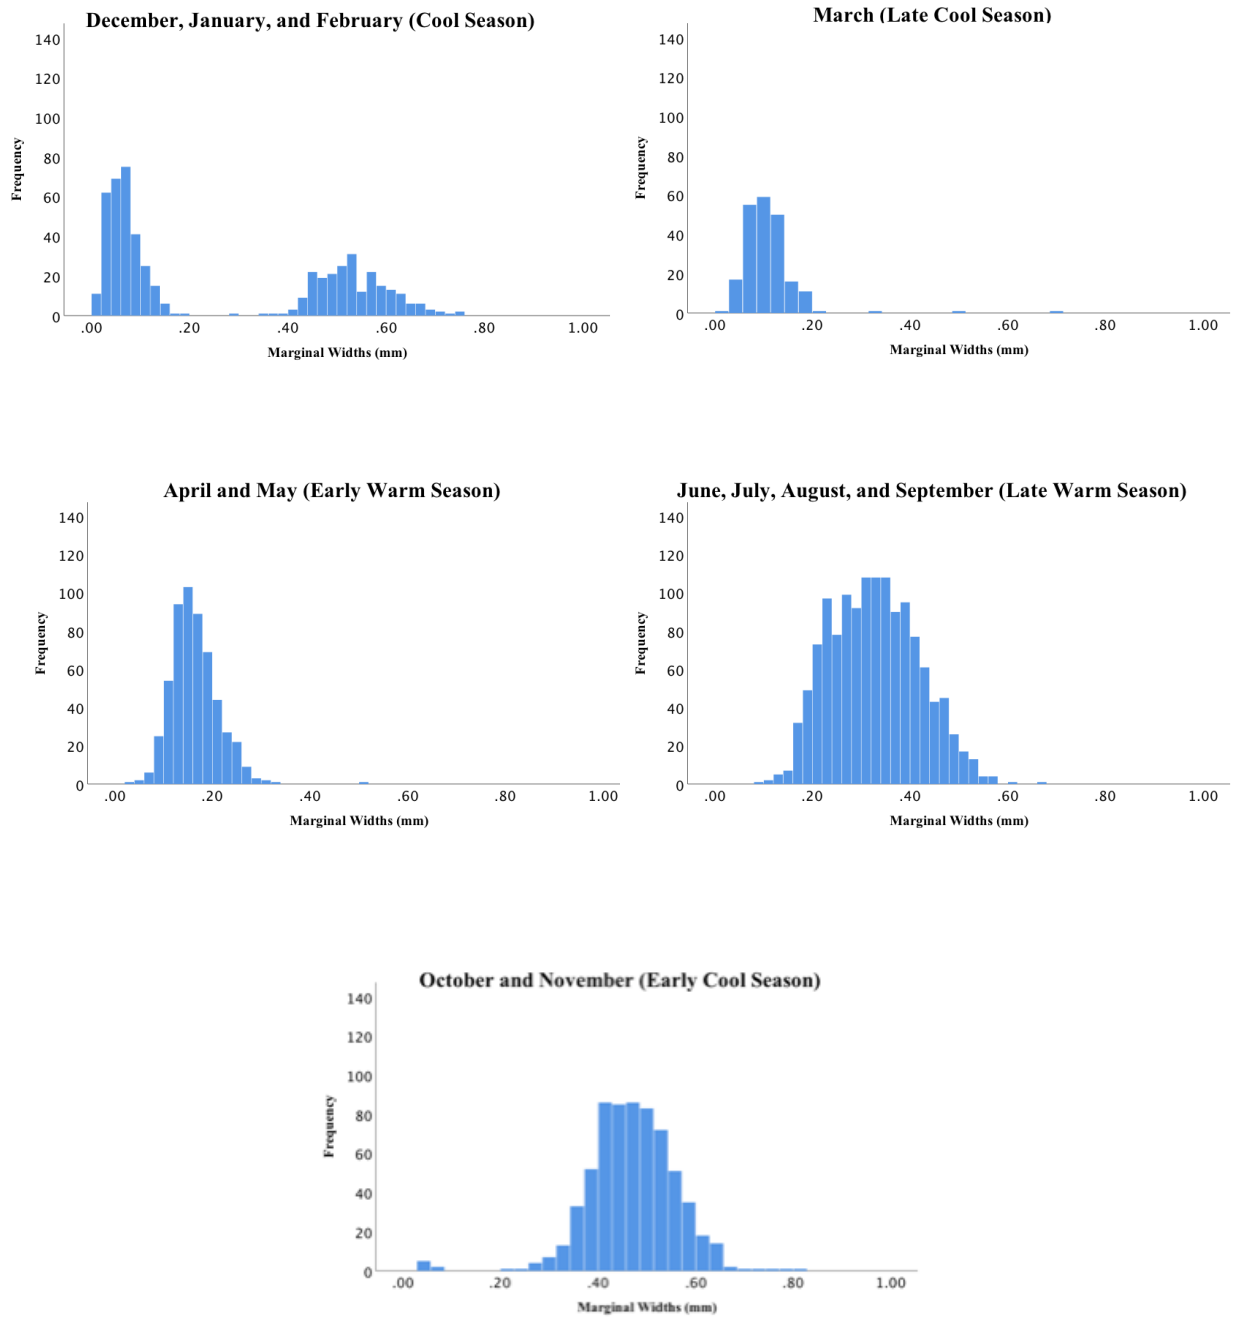 December, January, and February (Cool Season)
140
120
100
80
60
40
20
0
Frequency
.00 .20 .40 .60 .80 1.00
Marginal Widths (mm)
March (Late Cool Season)
140
120
100
80
60
40
20
0
Frequency
.00 .20 .40 .60 .80 1.00
Marginal Widths (mm)
April and May (Early Warm Season)
140
120
100
80
60
40
20
0
Frequency
.00 .20 .40 .60 .80 1.00
Marginal Widths (mm)
June, July, August, and September (Late Warm Season)
140
120
100
80
60
40
20
0
Frequency
.00 .20 .40 .60 .80 1.00
Marginal Widths (mm)
October and November (Early Cool Season)
140
120
100
80
60
40
20
0
Frequency
.00 .20 .40 .60 .80 1.00
Marginal Widths (mm)